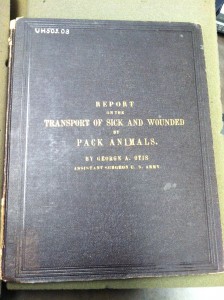 UH503.O8
REPORT
ON THE
TRANSPORT OF SICK AND WOUNDED
BY
PACK ANIMALS.
BY GEORGE A. OTIS
ASSISTANT SURGEON U. S. ARMY.